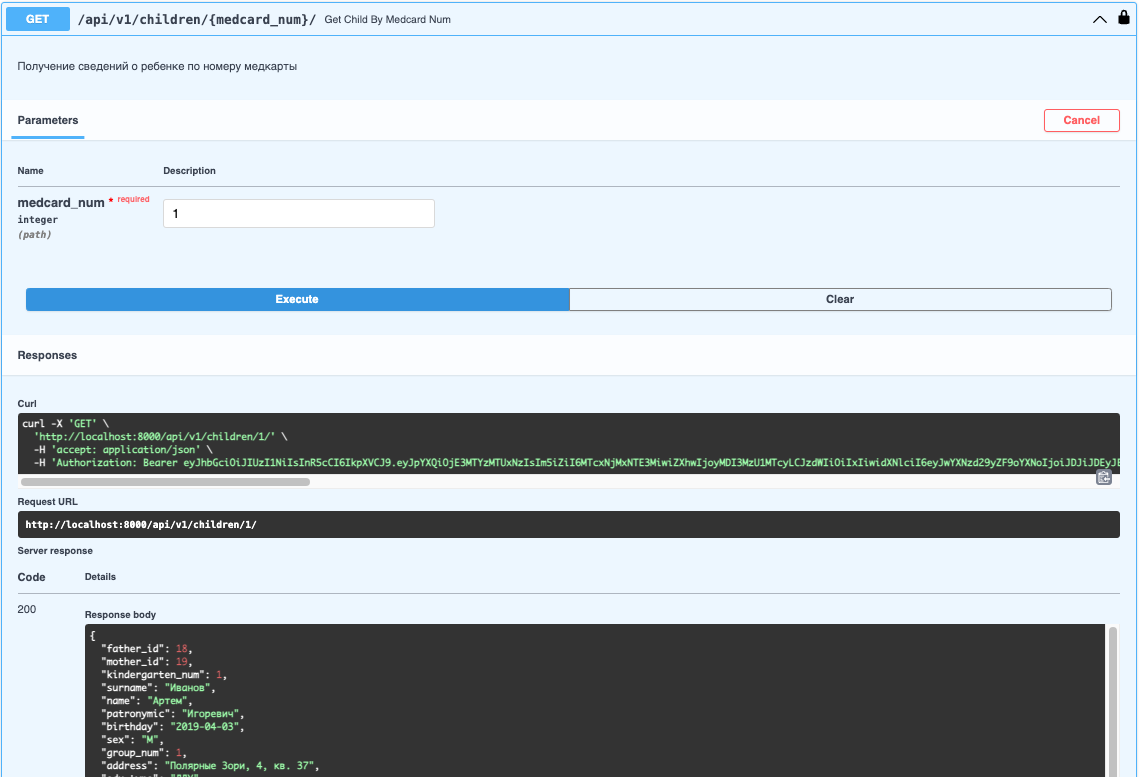 GET /api/v1/children/{medcard_num}/ Get Child By Medcard Num
Получение сведений о ребенке по номеру медкарты
Parameters Cancel
Name Description
medcard_num * required
integer
(path)
1
Execute Clear
Responses
Curl
curl -X 'GET' \
'http://localhost:8000/api/v1/children/1/' \
-H 'accept: application/json' \
-H 'Authorization: Bearer
Request URL
http://localhost:8000/api/v1/children/1/
Server response
Code Details
200
Response body
{
"father_id": 18,
"mother_id": 19,
"kindergarten_num": 1,
"surname": "Иванов",
"name": "Артем",
"patronymic": "Игоревич",
"birthday": "2019-04-03",
"sex": "М",
"group_num": 1,
"address": "Полярные Зори, 4, кв. 37",